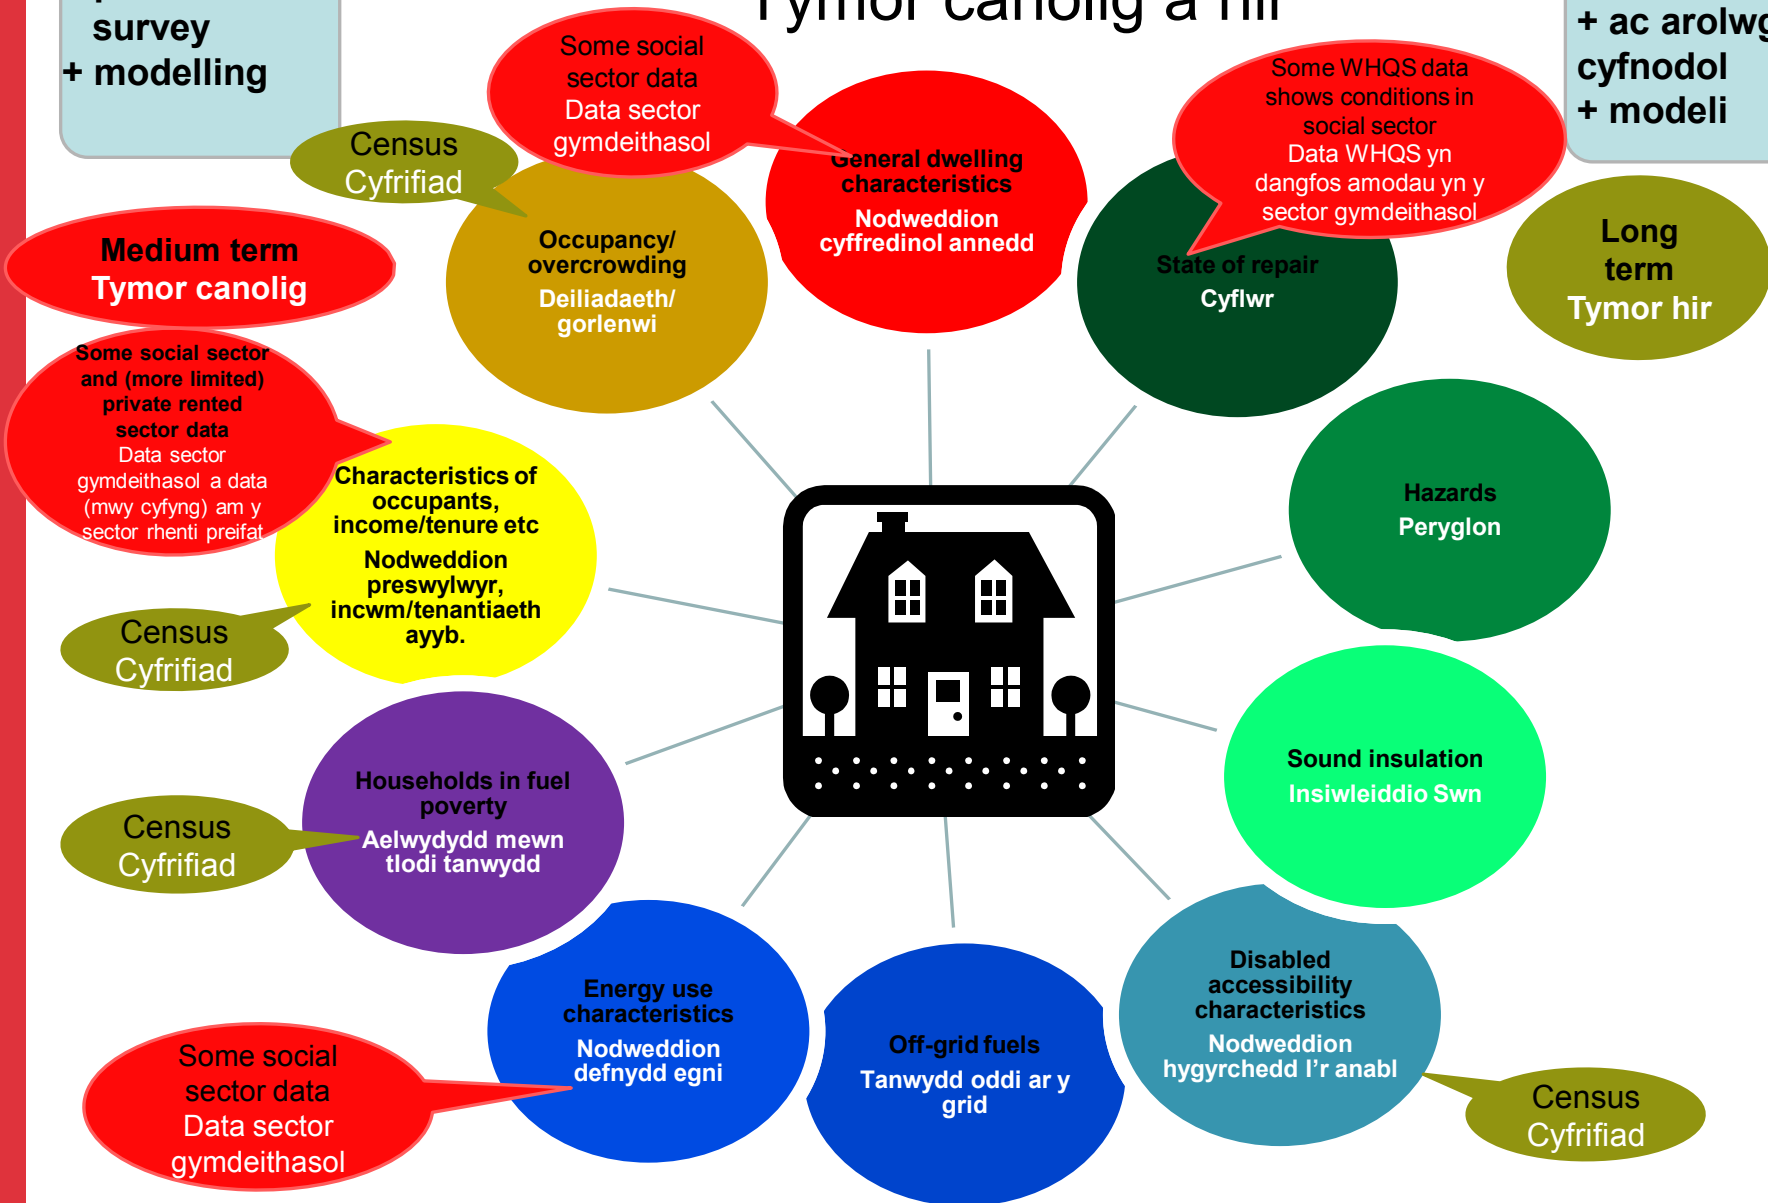 survey
+ modelling
Tymor canolig a hir
+ ac arolwg
cyfnodol
+ modeli
Some social
sector data
Data sector
gymdeithasol
Some WHQS data
shows conditions in
social sector
Data WHQS yn
dangfos amodau yn y
sector gymdeithasol
Census
Cyfrifiad
General dwelling
characteristics
Nodweddion
cyffredinol annedd
Medium term
Tymor canolig
Occupancy/
overcrowding
Deiliadaeth/
gorlenwi
State of repair
Cyflwr
Long
term
Tymor hir
Some social sector
and (more limited)
private rented
sector data
Data sector
gymdeithasol a data
(mwy cyfyng) am y
sector rhenti preifat
Characteristics of
occupants,
income/tenure etc
Nodweddion
preswylwyr,
incwm/tenantiaeth
ayyb.
Hazards
Peryglon
Census
Cyfrifiad
Sound insulation
Insiwleiddio Swn
Households in fuel
poverty
Aelwydydd mewn
tlodi tanwydd
Census
Cyfrifiad
Energy use
characteristics
Nodweddion
defnydd egni
Off-grid fuels
Tanwydd oddi ar y
grid
Disabled
accessibility
characteristics
Nodweddion
hygyrchedd I'r anabl
Some social
sector data
Data sector
gymdeithasol
Census
Cyfrifiad